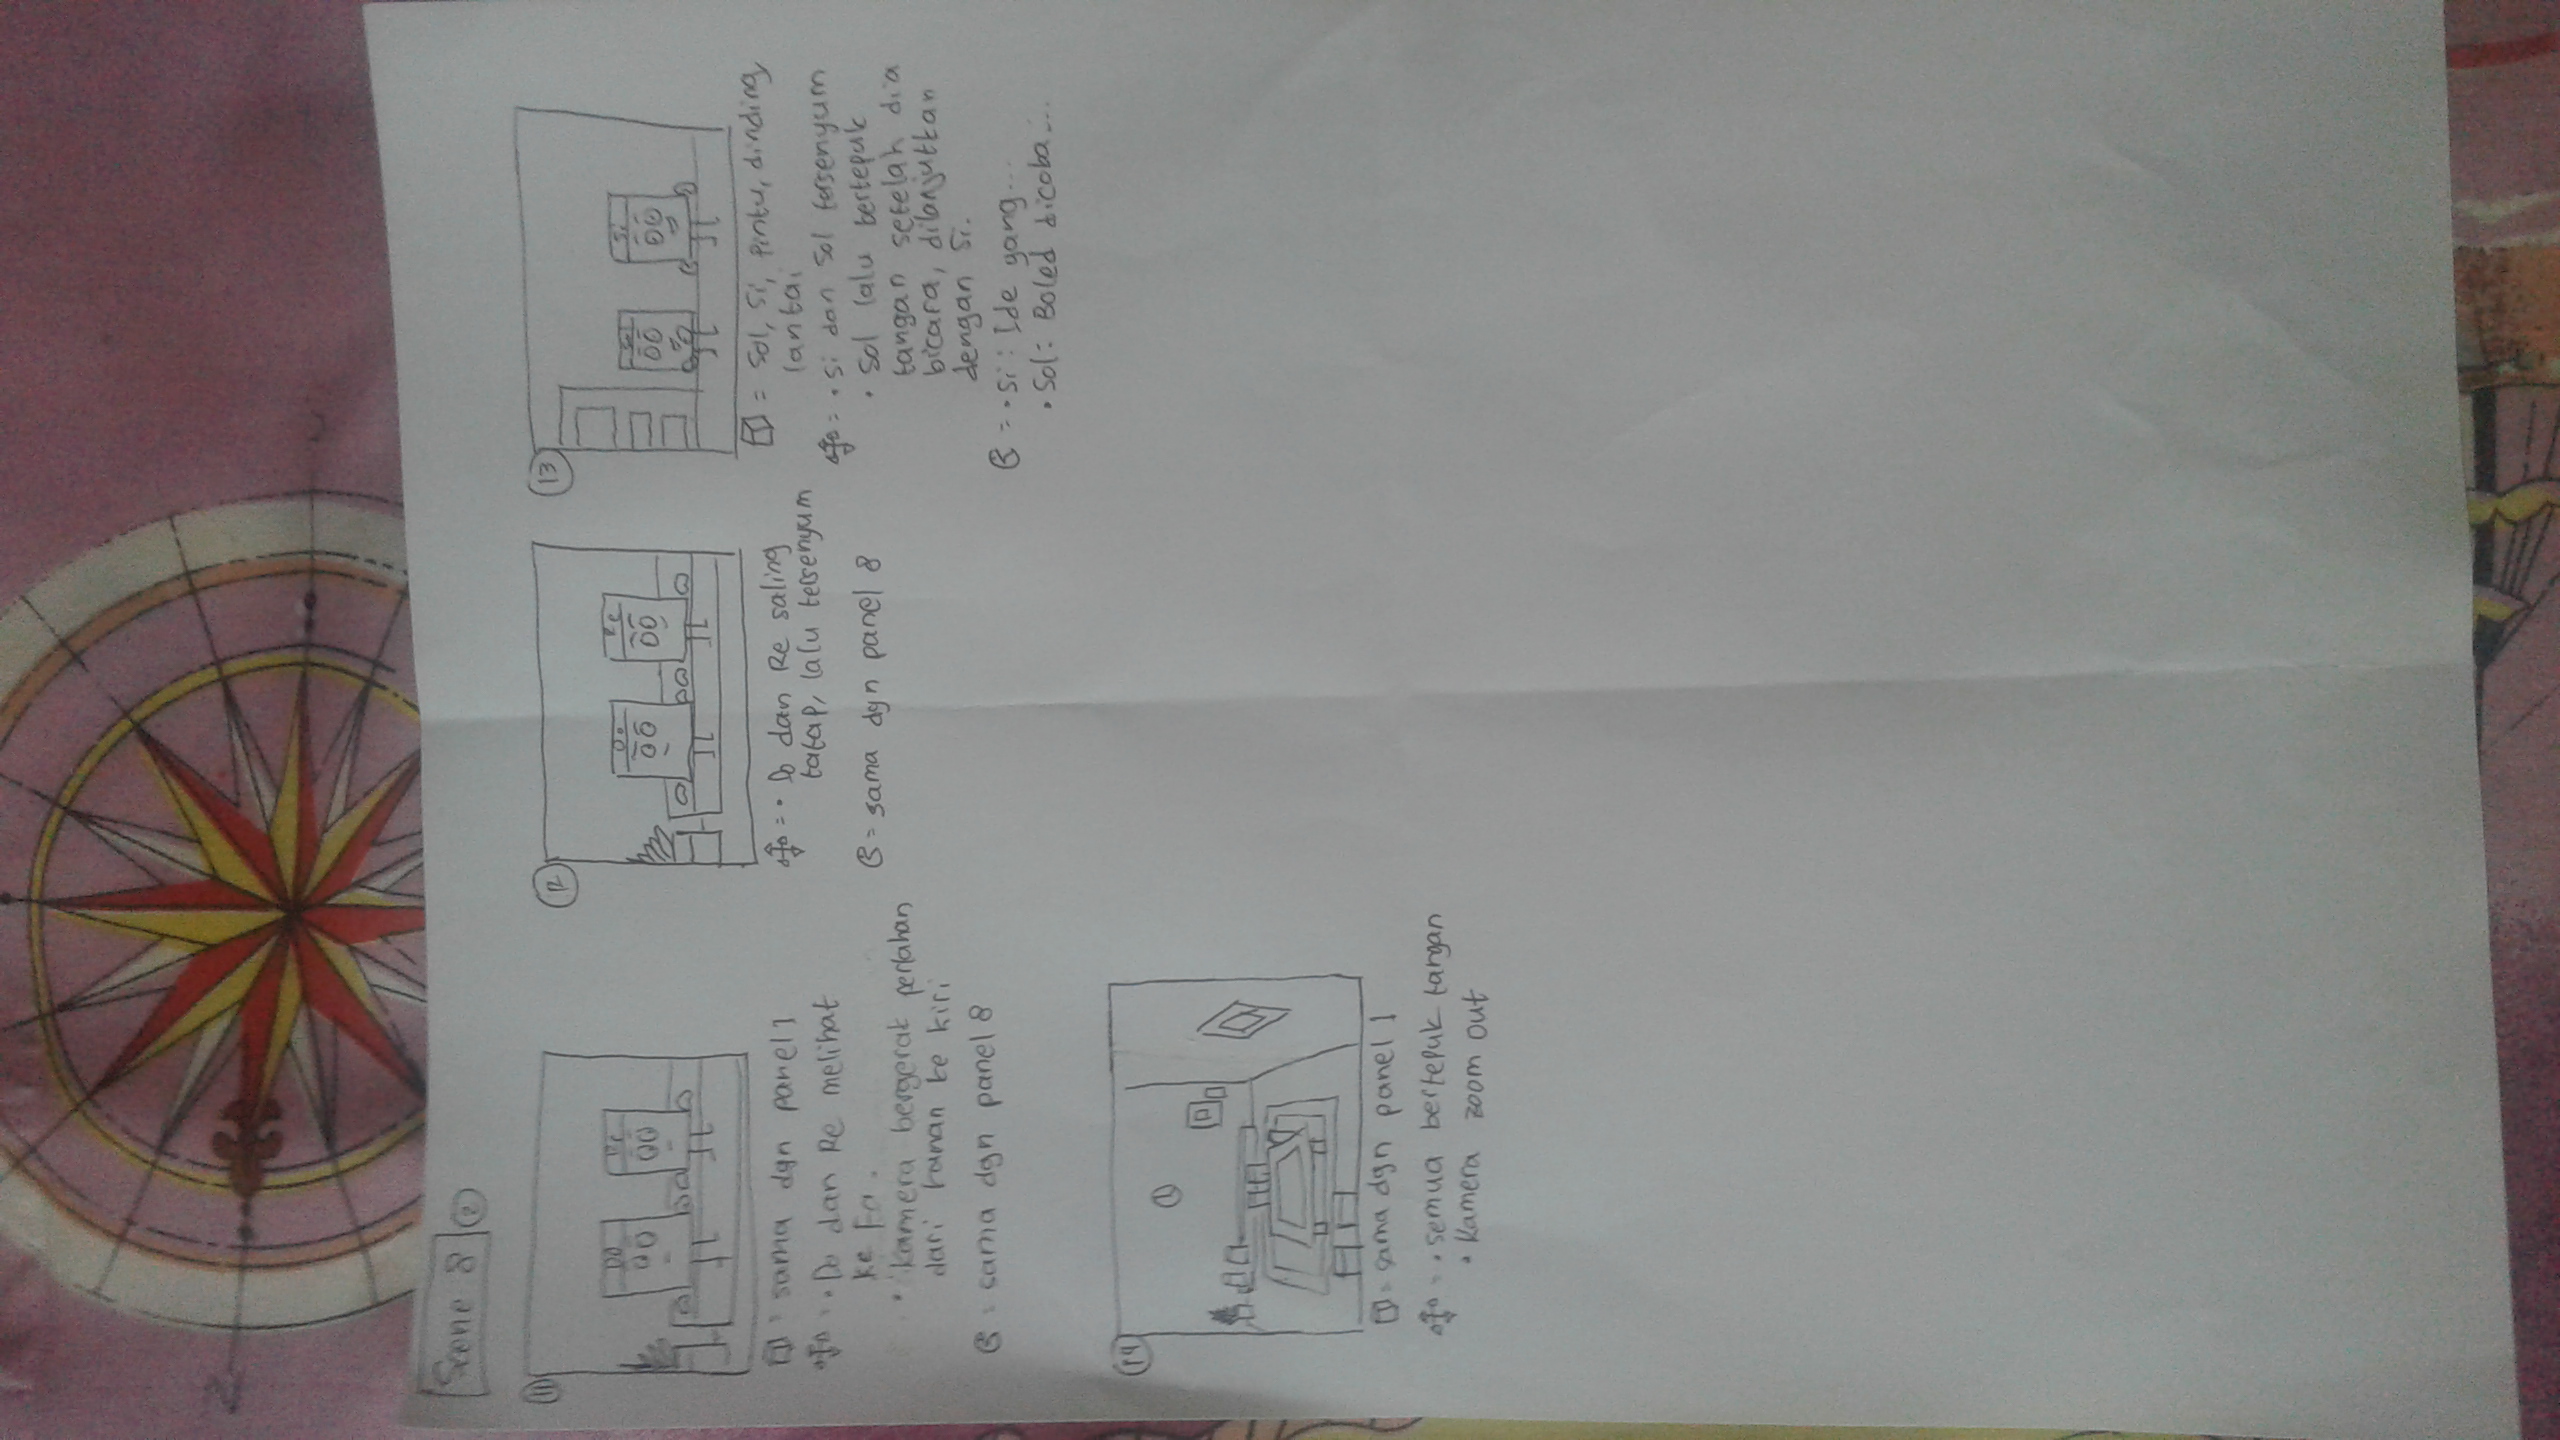 Scene 8 2
11
Do Re
= sama dgn panel 1
= • Do dan Re melihat
ke Fa.
• Kamera bergerak perlahan
dari kanan ke kiri
= sama dgn panel 8
12
Do Re
= • Do dan Re saling
tatap, lalu tersenyum
= sama dgn panel 8
13
Sol Si
= Sol, Si, pintu, dinding,
lantai
= • Si dan Sol tersenyum
• Sol lalu bertepuk
tangan setelah dia
bicara, dilanjutkan
dengan Si.
= • Si : Ide yang...
• Sol : Boled dicoba...
14
= sama dgn panel 1
= • semua bertepuk tangan
• Kamera zoom out